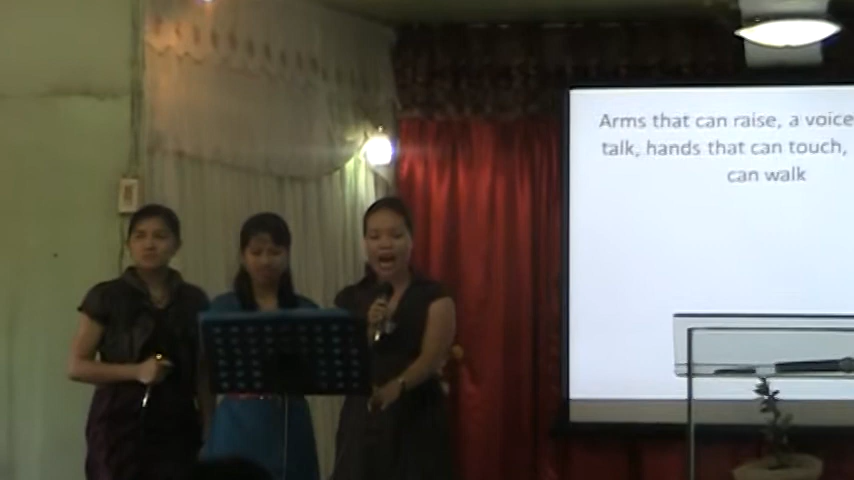 Arms that can raise, a voice
talk, hands that can touch,
can walk